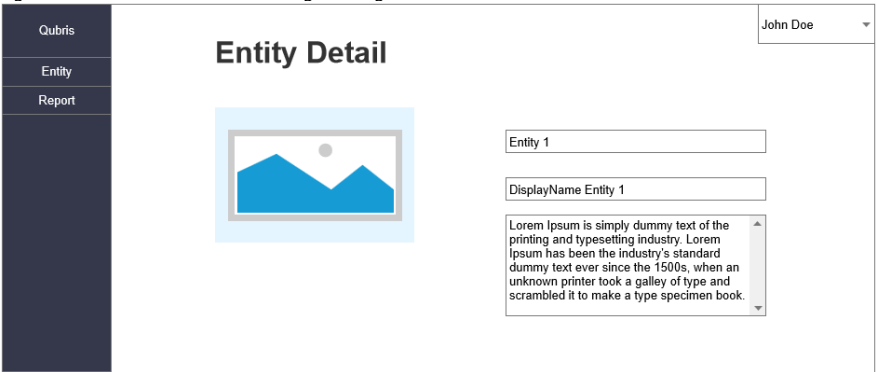 Qubris
John Doe
Entity Detail
Entity
Report
Entity 1
DisplayName Entity 1
Lorem Ipsum is simply dummy text of the
printing and typesetting industry. Lorem
Ipsum has been the industry's standard
dummy text ever since the 1500s, when an
unknown printer took a galley of type and
scrambled it to make a type specimen book.